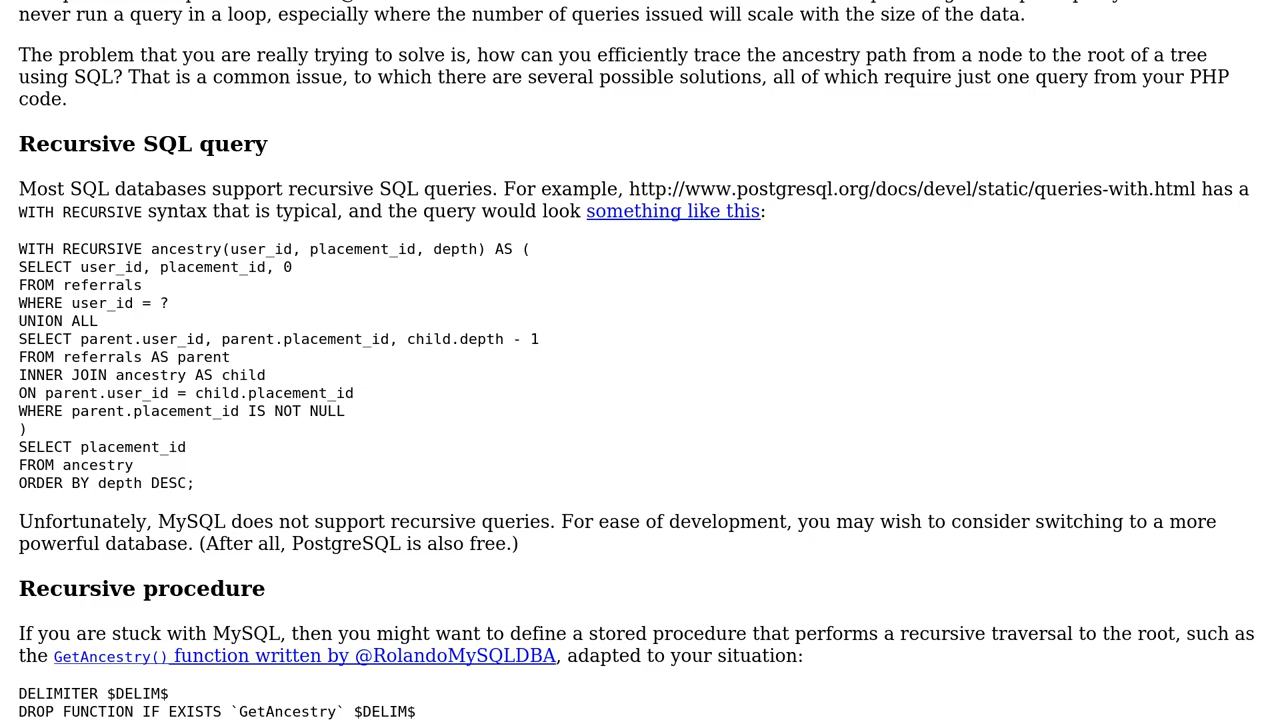 never run a query in a loop, especially where the number of queries issued will scale with the size of the data.
The problem that you are really trying to solve is, how can you efficiently trace the ancestry path from a node to the root of a tree
using SQL? That is a common issue, to which there are several possible solutions, all of which require just one query from your PHP
code.
Recursive SQL query
Most SQL databases support recursive SQL queries. For example, http://www.postgresql.org/docs/devel/static/queries-with.html has a
WITH RECURSIVE syntax that is typical, and the query would look something like this:
WITH RECURSIVE ancestry(user_id, placement_id, depth) AS (
SELECT user_id, placement_id, 0
FROM referrals
WHERE user_id = ?
UNION ALL
SELECT parent.user_id, parent.placement_id, child.depth - 1
FROM referrals AS parent
INNER JOIN ancestry AS child
ON parent.user_id = child.placement_id
WHERE parent.placement_id IS NOT NULL
)
SELECT placement_id
FROM ancestry
ORDER BY depth DESC;
Unfortunately, MySQL does not support recursive queries. For ease of development, you may wish to consider switching to a more
powerful database. (After all, PostgreSQL is also free.)
Recursive procedure
If you are stuck with MySQL, then you might want to define a stored procedure that performs a recursive traversal to the root, such as
the GetAncestry() function written by @RolandoMySQLDBA, adapted to your situation:
DELIMITER $DELIM$
DROP FUNCTION IF EXISTS `GetAncestry` $DELIM$